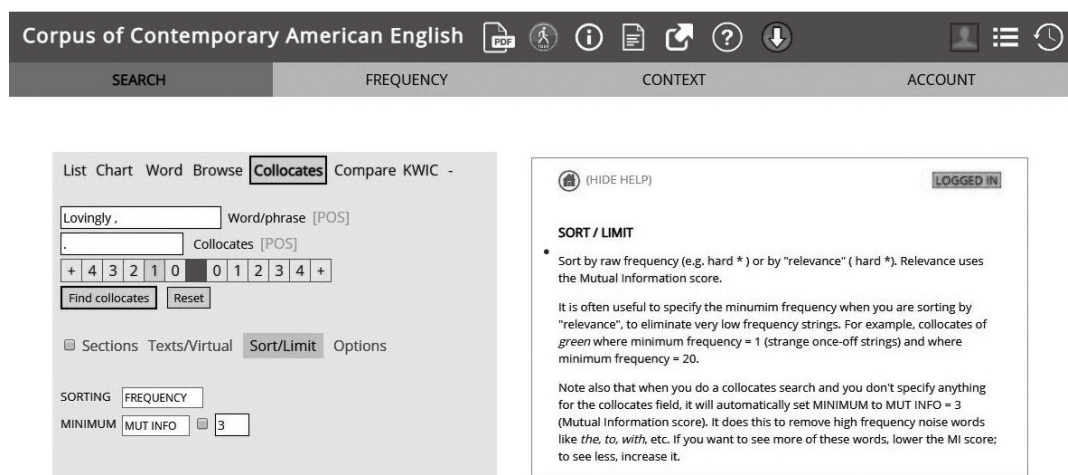 Corpus of Contemporary American English PDF
SEARCH FREQUENCY CONTEXT ACCOUNT
List Chart Word Browse Collocates Compare KWIC -
Lovingly , Word/phrase [POS]
. Collocates [POS]
+ 4 3 2 1 0 0 1 2 3 4 +
Find collocates Reset
Sections Texts/Virtual Sort/Limit Options
SORTING FREQUENCY
MINIMUM MUT INFO 3
(HIDE HELP) LOGGED IN
SORT / LIMIT
Sort by raw frequency (e.g. hard * ) or by "relevance" ( hard *). Relevance uses
the Mutual Information score.
It is often useful to specify the minumim frequency when you are sorting by
"relevance", to eliminate very low frequency strings. For example, collocates of
green where minimum frequency = 1 (strange once-off strings) and where
minimum frequency = 20.
Note also that when you do a collocates search and you don't specify anything
for the collocates field, it will automatically set MINIMUM to MUT INFO = 3
(Mutual Information score). It does this to remove high frequency noise words
like the, to, with, etc. If you want to see more of these words, lower the MI score;
to see less, increase it.